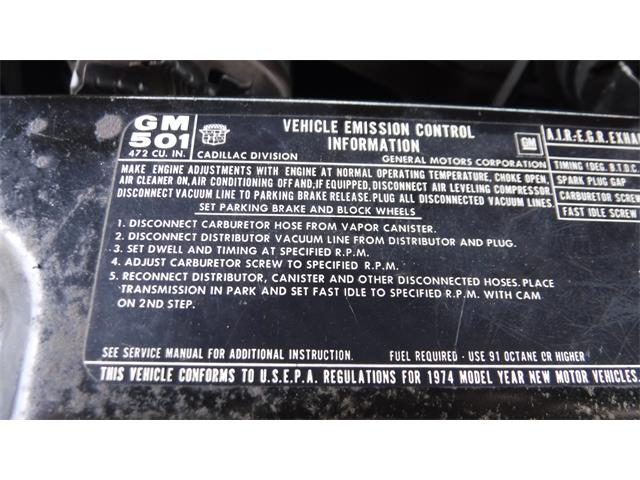 GM
501
472 CU. IN.
CADILLAC DIVISION
VEHICLE EMISSION CONTROL
INFORMATION
GENERAL MOTORS CORPORATION
GM
A.I.R-E.G.R.EXHA
TIMING (DEG. B.T.D.C
SPARK PLUG GAP
CARBURETOR SCREW
FAST IDLE SCREW
MAKE ENGINE ADJUSTMENTS WITH ENGINE AT NORMAL OPERATING TEMPERATURE, CHOKE OPEN,
AIR CLEANER ON, AIR CONDITIONING OFF AND, IF EQUIPPED, DISCONNECT AIR LEVELING COMPRESSOR.
DISCONNECT VACUUM LINE TO PARKING BRAKE RELEASE. PLUG ALL DISCONNECTED VACUUM LINES.
SET PARKING BRAKE AND BLOCK WHEELS
1. DISCONNECT CARBURETOR HOSE FROM VAPOR CANISTER.
2. DISCONNECT DISTRIBUTOR VACUUM LINE FROM DISTRIBUTOR AND PLUG.
3. SET DWELL AND TIMING AT SPECIFIED R.P.M.
4. ADJUST CARBURETOR SCREW TO SPECIFIED R.P.M.
5. RECONNECT DISTRIBUTOR, CANISTER AND OTHER DISCONNECTED HOSES. PLACE
TRANSMISSION IN PARK AND SET FAST IDLE TO SPECIFIED R.P.M. WITH CAM
ON 2ND STEP.
SEE SERVICE MANUAL FOR ADDITIONAL INSTRUCTION.
FUEL REQUIRED - USE 91 OCTANE OR HIGHER
THIS VEHICLE CONFORMS TO U.S.E.P.A. REGULATIONS FOR 1974 MODEL YEAR NEW MOTOR VEHICLES.